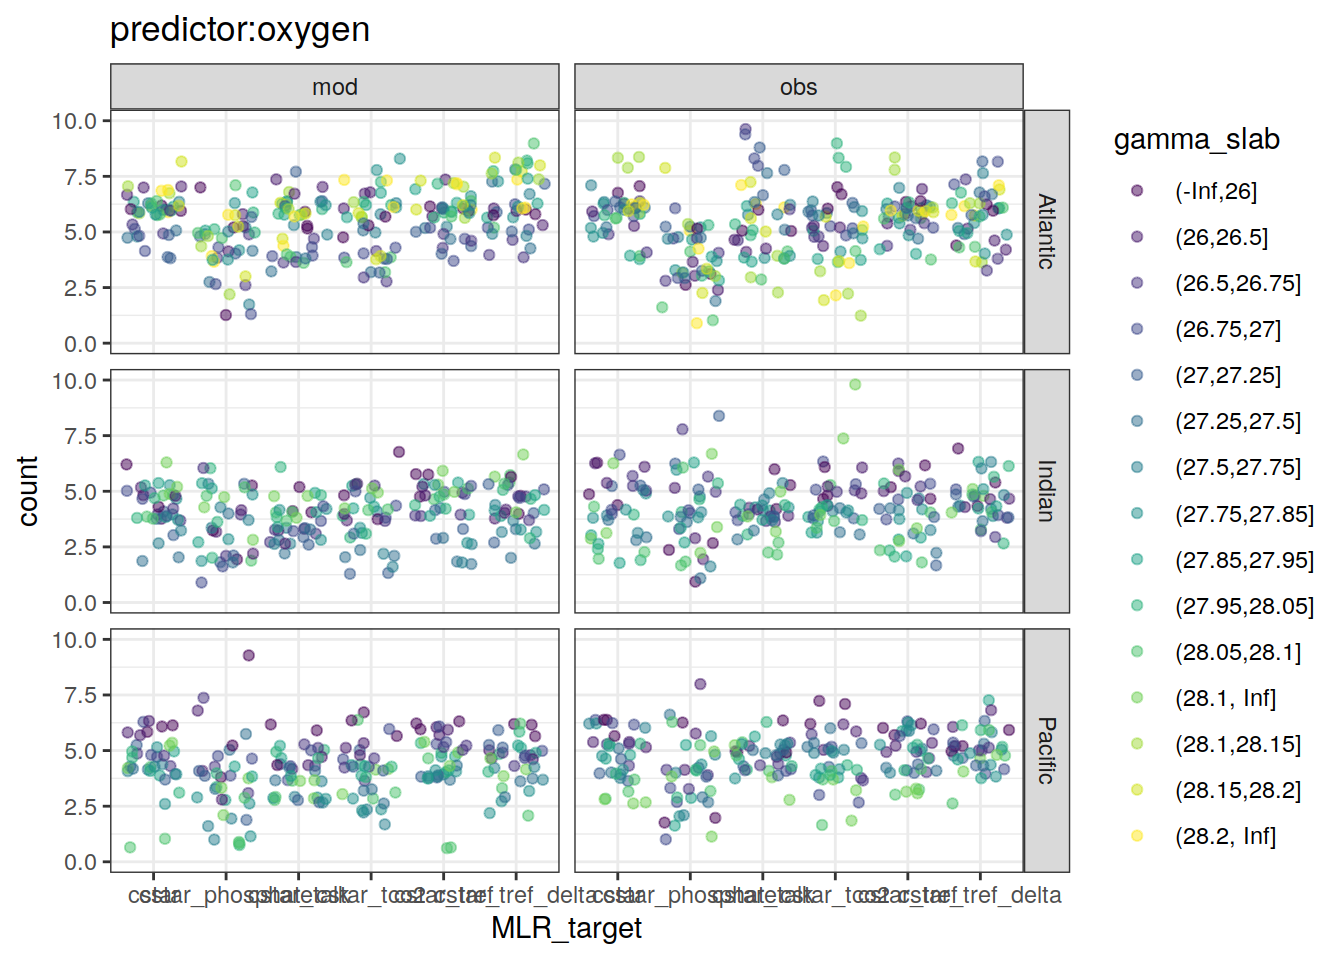 predictor:oxygen
mod
obs
10.0
7.5
5.0
2.5
0.0
Atlantic
10.0
7.5
5.0
2.5
0.0
Indian
10.0
7.5
5.0
2.5
0.0
Pacific
count
MLR_target
gamma_slab
(-Inf,26]
(26,26.5]
(26.5,26.75]
(26.75,27]
(27,27.25]
(27.25,27.5]
(27.5,27.75]
(27.75,27.85]
(27.85,27.95]
(27.95,28.05]
(28.05,28.1]
(28.1, Inf]
(28.1,28.15]
(28.15,28.2]
(28.2, Inf]